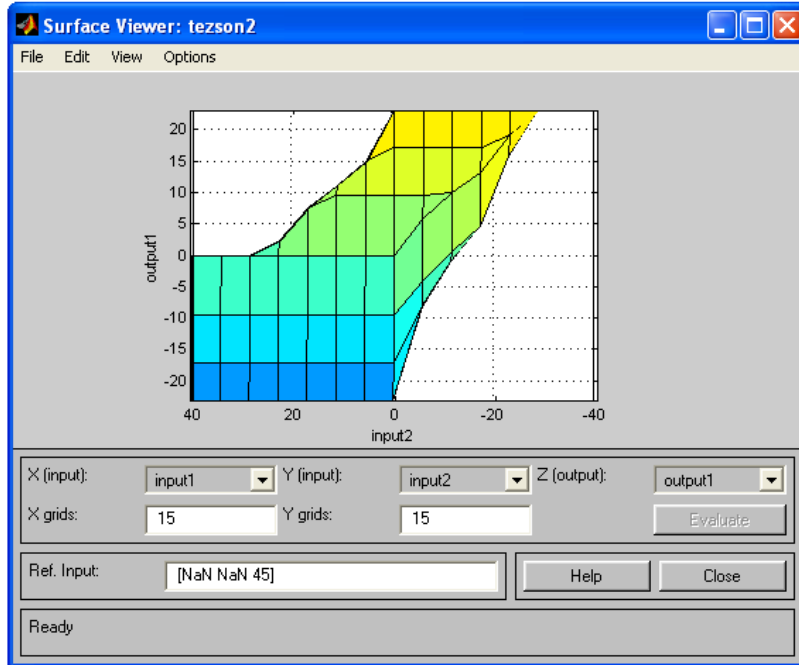 Surface Viewer: tezson2
File Edit View Options
20
15
10
5
0
-5
-10
-15
-20
output1
40 20 0 -20 -40
input2
X (input): input1 Y (input): input2 Z (output): output1
X grids: 15 Y grids: 15 Evaluate
Ref. Input: [NaN NaN 45] Help Close
Ready